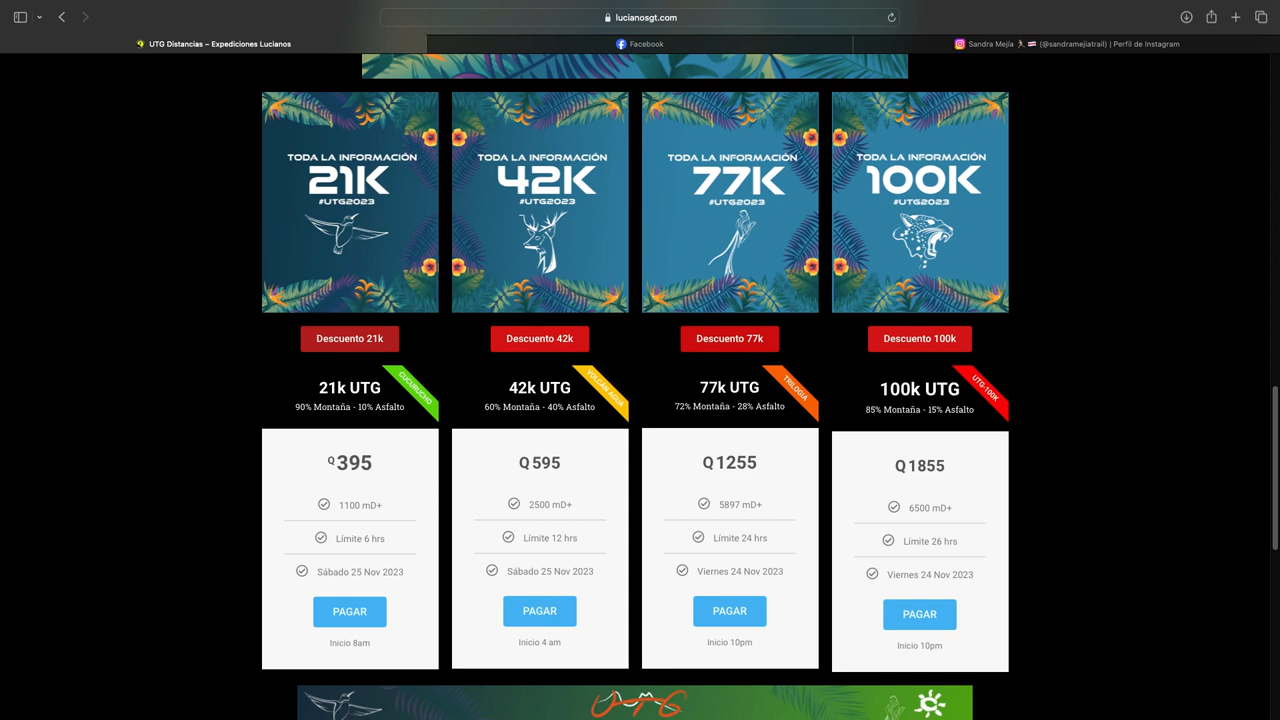 lucianosgt.com
UTG Distancias – Expediciones Lucianos
Facebook
Sandra Mejía 🏃🏽‍♀️ 🇨🇷 (@sandramejiatrail) | Perfil de Instagram
TODA LA INFORMACIÓN
21K
#UTG2023
TODA LA INFORMACIÓN
42K
#UTG2023
TODA LA INFORMACIÓN
77K
#UTG2023
TODA LA INFORMACIÓN
100K
#UTG2023
Descuento 21k
Descuento 42k
Descuento 77k
Descuento 100k
CUCURUCHO
21k UTG
90% Montaña - 10% Asfalto
Q395
1100 mD+
Límite 6 hrs
Sábado 25 Nov 2023
PAGAR
Inicio 8am
VOLCÁN AGUA
42k UTG
60% Montaña - 40% Asfalto
Q595
2500 mD+
Límite 12 hrs
Sábado 25 Nov 2023
PAGAR
Inicio 4 am
TRILOGIA
77k UTG
72% Montaña - 28% Asfalto
Q1255
5897 mD+
Límite 24 hrs
Viernes 24 Nov 2023
PAGAR
Inicio 10pm
UTG-100K
100k UTG
85% Montaña - 15% Asfalto
Q1855
6500 mD+
Límite 26 hrs
Viernes 24 Nov 2023
PAGAR
Inicio 10pm
UTG